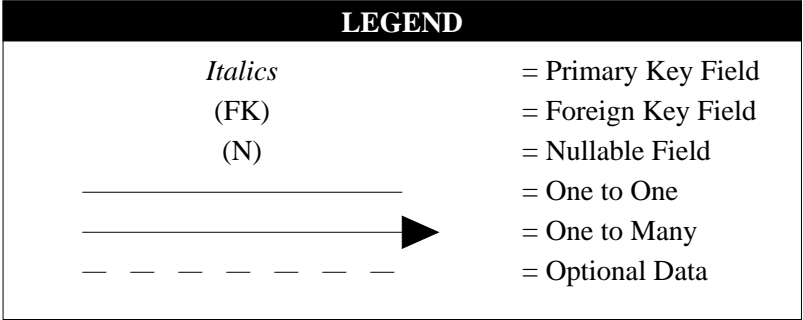 LEGEND
Italics = Primary Key Field
(FK) = Foreign Key Field
(N) = Nullable Field
= One to One
= One to Many
= Optional Data